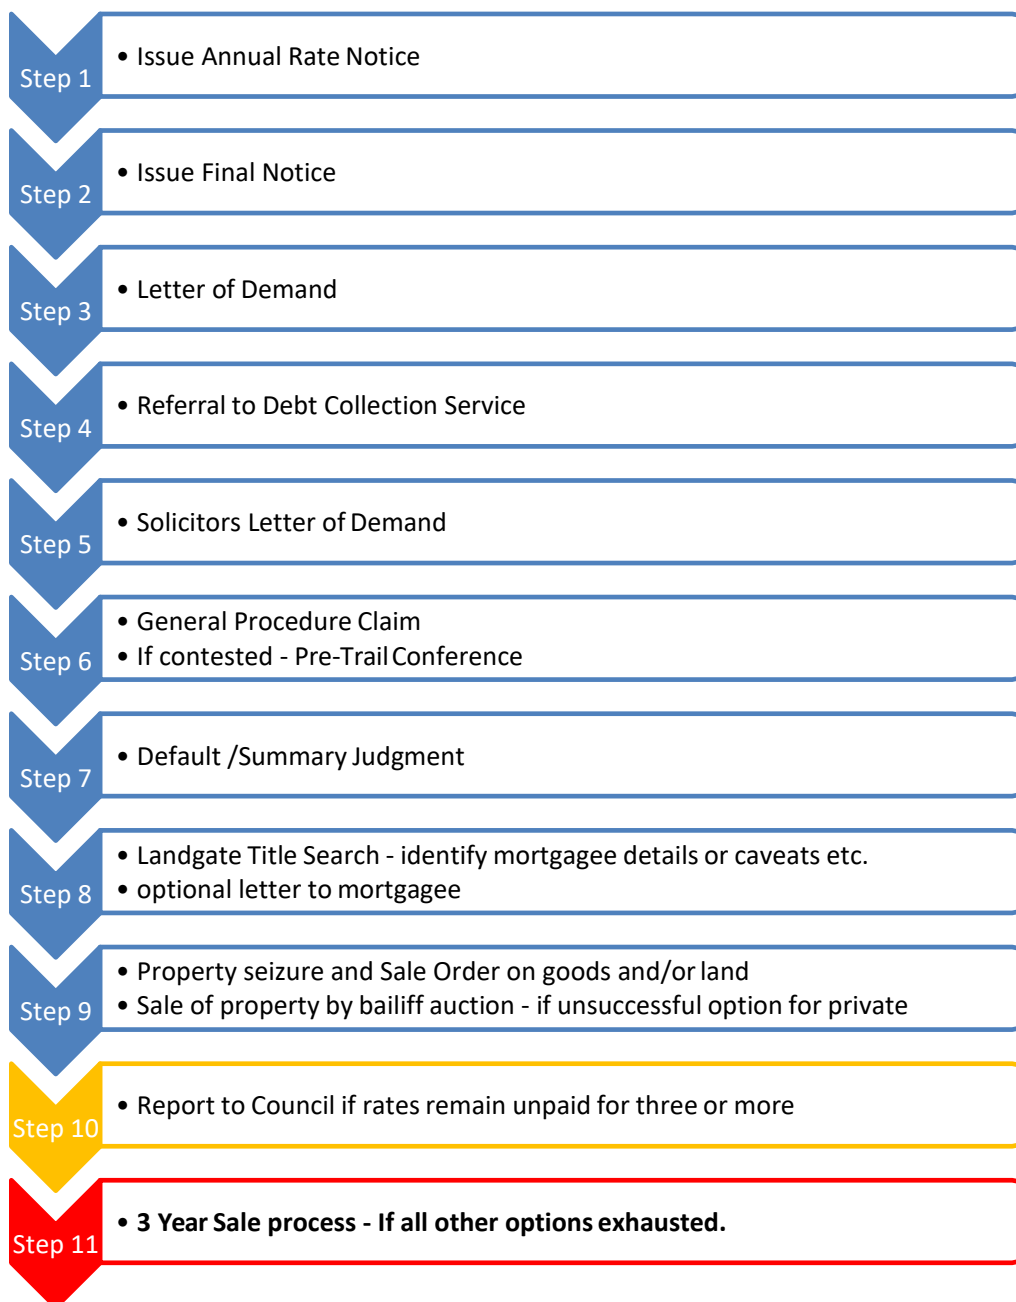 Step 1
• Issue Annual Rate Notice
Step 2
• Issue Final Notice
Step 3
• Letter of Demand
Step 4
• Referral to Debt Collection Service
Step 5
• Solicitors Letter of Demand
Step 6
• General Procedure Claim
• If contested - Pre-Trail Conference
Step 7
• Default /Summary Judgment
Step 8
• Landgate Title Search - identify mortgagee details or caveats etc.
• optional letter to mortgagee
Step 9
• Property seizure and Sale Order on goods and/or land
• Sale of property by bailiff auction - if unsuccessful option for private
Step 10
• Report to Council if rates remain unpaid for three or more
Step 11
• 3 Year Sale process - If all other options exhausted.